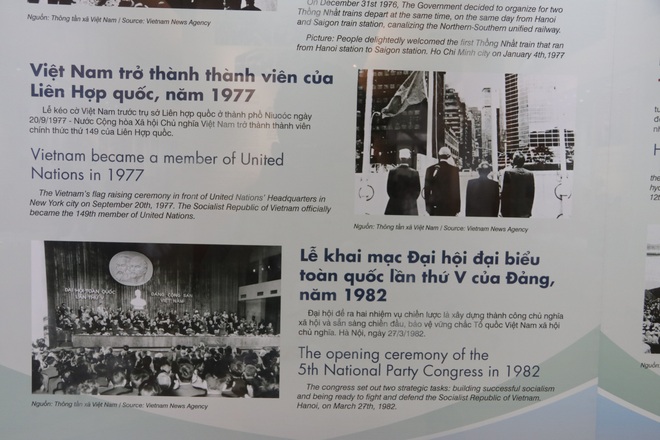 On December 31st 1976, The Government decided to organize for two
Nguồn: Thông tấn xã Việt Nam / Source: Vietnam News Agency
Thống Nhất trains depart at the same time, on the same day from Hanoi
and Saigon train station, canalizing the Northern-Southern unified railway.
Picture: People delightedly welcomed the first Thống Nhất train that ran
from Hanoi station to Saigon station. Ho Chi Minh city on January 4th,1977
Việt Nam trở thành thành viên của
Liên Hợp quốc, năm 1977
Lễ kéo cờ Việt Nam trước trụ sở Liên hợp quốc ở thành phố Niuoóc ngày
20/9/1977 - Nước Cộng hòa Xã hội Chủ nghĩa Việt Nam trở thành thành viên
chính thức thứ 149 của Liên Hợp quốc.
Vietnam became a member of United
Nations in 1977
The Vietnam's flag raising ceremony in front of United Nations' Headquarters in
New York city on September 20th, 1977. The Socialist Republic of Vietnam officially
became the 149th member of United Nations.
Nguồn: Thông tấn xã Việt Nam / Source: Vietnam News Agency
ĐẠI HỘI TOÀN QUỐC
LẦN THỨ V
ĐẢNG CỘNG SẢN
VIỆT NAM
Lễ khai mạc Đại hội đại biểu
toàn quốc lần thứ V của Đảng,
năm 1982
Đại hội đề ra hai nhiệm vụ chiến lược là xây dựng thành công chủ nghĩa
xã hội và sẵn sàng chiến đấu, bảo vệ vững chắc Tổ quốc Việt Nam xã hội
chủ nghĩa. Hà Nội, ngày 27/3/1982.
The opening ceremony of the
5th National Party Congress in 1982
The congress set out two strategic tasks: building successful socialism
and being ready to fight and defend the Socialist Republic of Vietnam.
Hanoi, on March 27th, 1982.
Nguồn: Thông tấn xã Việt Nam / Source: Vietnam News Agency